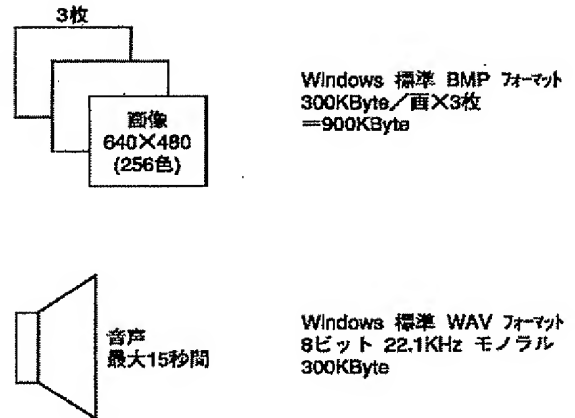 3枚
画像
640×480
(256色)
Windows 標準 BMP フォーマット
300KByte／画×3枚
=900KByte
音声
最大15秒間
Windows 標準 WAV フォーマット
8ビット 22.1KHz モノラル
300KByte